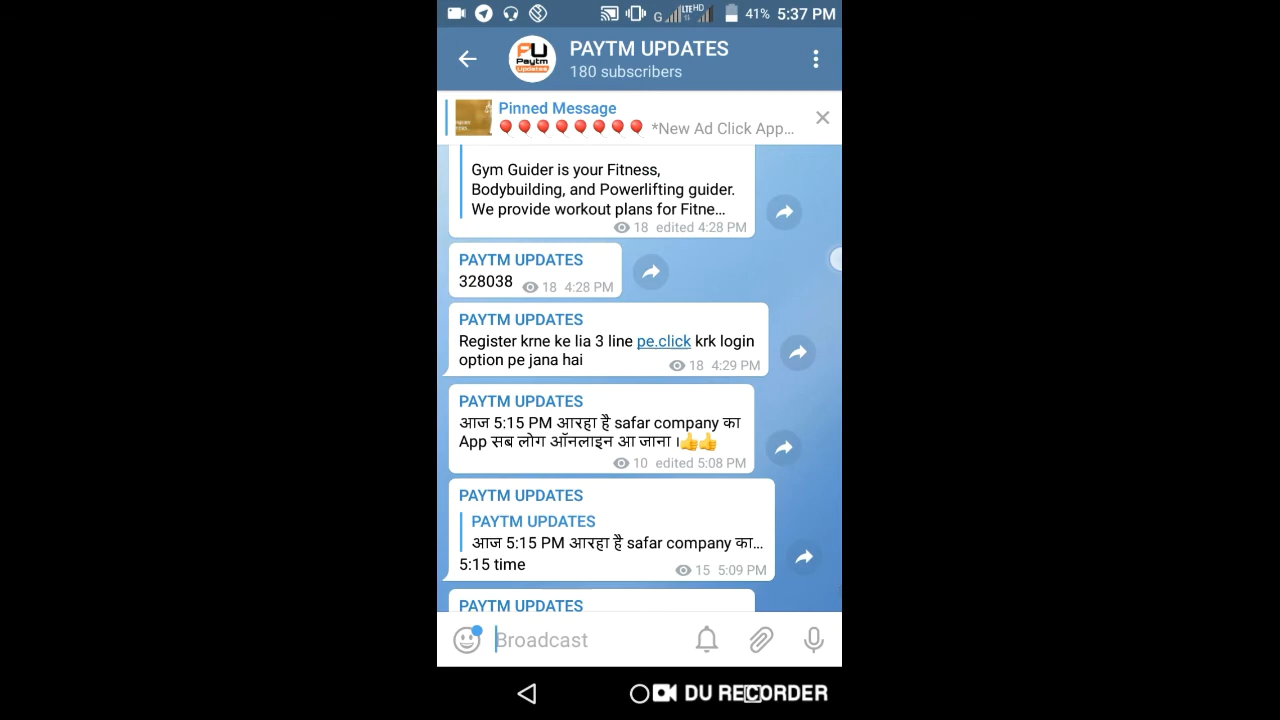 G LTE HD 41% 5:37 PM
PU
Paytm
Updates
PAYTM UPDATES
180 subscribers
Pinned Message
🎈🎈🎈🎈🎈🎈🎈🎈 *New Ad Click App...
Gym Guider is your Fitness,
Bodybuilding, and Powerlifting guider.
We provide workout plans for Fitne...
18 edited 4:28 PM
PAYTM UPDATES
328038 18 4:28 PM
PAYTM UPDATES
Register krne ke lia 3 line pe.click krk login
option pe jana hai 18 4:29 PM
PAYTM UPDATES
आज 5:15 PM आरहा है safar company का
App सब लोग ऑनलाइन आ जाना ।👍👍
10 edited 5:08 PM
PAYTM UPDATES
PAYTM UPDATES
आज 5:15 PM आरहा है safar company का...
5:15 time 15 5:09 PM
PAYTM UPDATES
Broadcast
DU RECORDER